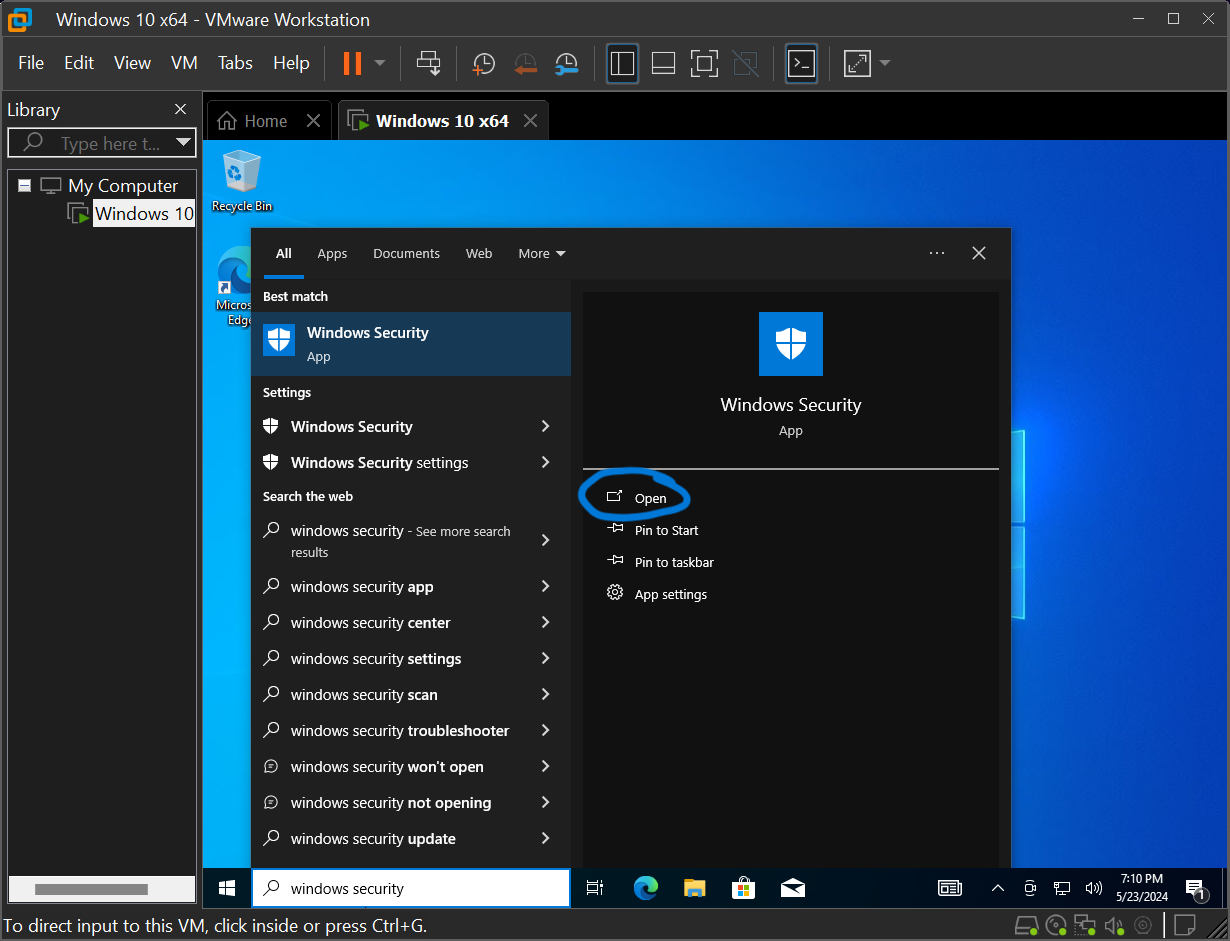 Windows 10 x64 - VMware Workstation
File Edit View VM Tabs Help
Library
Type here t...
My Computer
Windows 10
Home
Windows 10 x64
Recycle Bin
Micros
Edge
All Apps Documents Web More
Best match
Windows Security
App
Settings
Windows Security
Windows Security settings
Search the web
windows security - See more search
results
windows security app
windows security center
windows security settings
windows security scan
windows security troubleshooter
windows security won't open
windows security not opening
windows security update
Windows Security
App
Open
Pin to Start
Pin to taskbar
App settings
windows security
7:10 PM
5/23/2024
1
To direct input to this VM, click inside or press Ctrl+G.